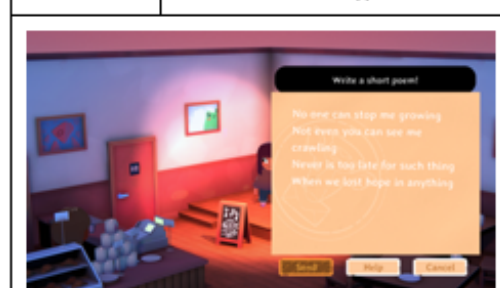 Write a short poem!
No one can stop me growing
Not even you can see me
crawling
Never is too late for such thing
When we lost hope in anything
Send
Help
Cancel